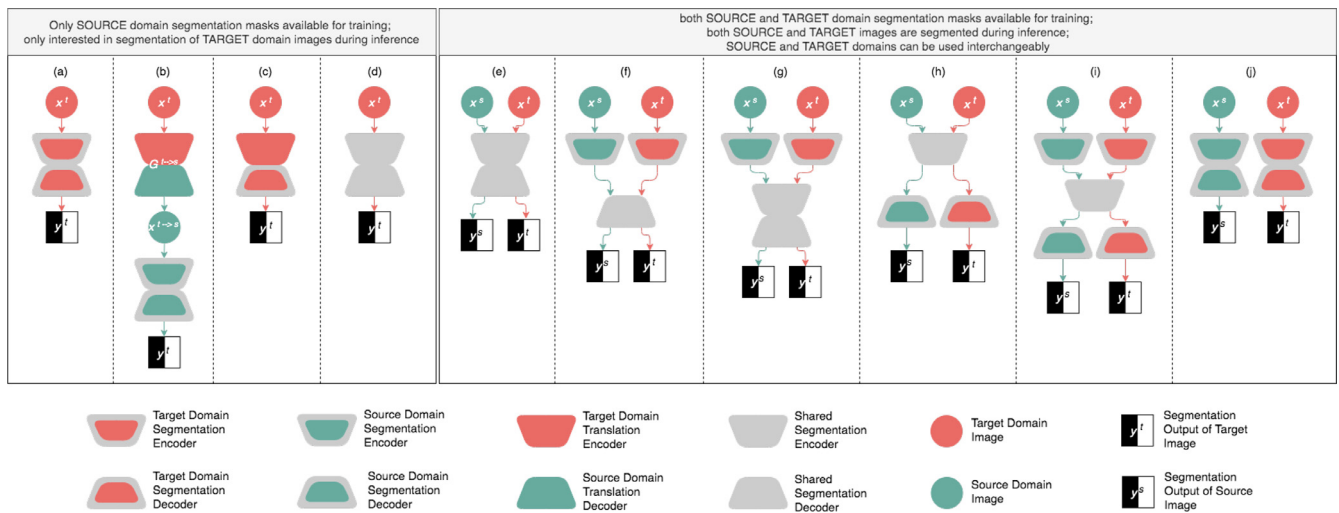 Only SOURCE domain segmentation masks available for training;
only interested in segmentation of TARGET domain images during inference
both SOURCE and TARGET domain segmentation masks available for training;
both SOURCE and TARGET images are segmented during inference;
SOURCE and TARGET domains can be used interchangeably
(a) (b) (c) (d) (e) (f) (g) (h) (i) (j)
x^t x^t x^t x^t x^s x^t x^s x^t x^s x^t x^s x^t x^s x^t x^s x^t
G^t->s
y^t x^t->s y^t y^t y^s y^t y^s y^t
y^s y^t y^s y^t
y^s y^t y^s y^t
y^t
Target Domain
Segmentation
Encoder
Source Domain
Segmentation
Encoder
Target Domain
Translation
Encoder
Shared
Segmentation
Encoder
Target Domain
Image
y^t
Segmentation
Output of Target
Image
Target Domain
Segmentation
Decoder
Source Domain
Segmentation
Decoder
Source Domain
Translation
Decoder
Shared
Segmentation
Decoder
Source Domain
Image
y^s
Segmentation
Output of Source
Image